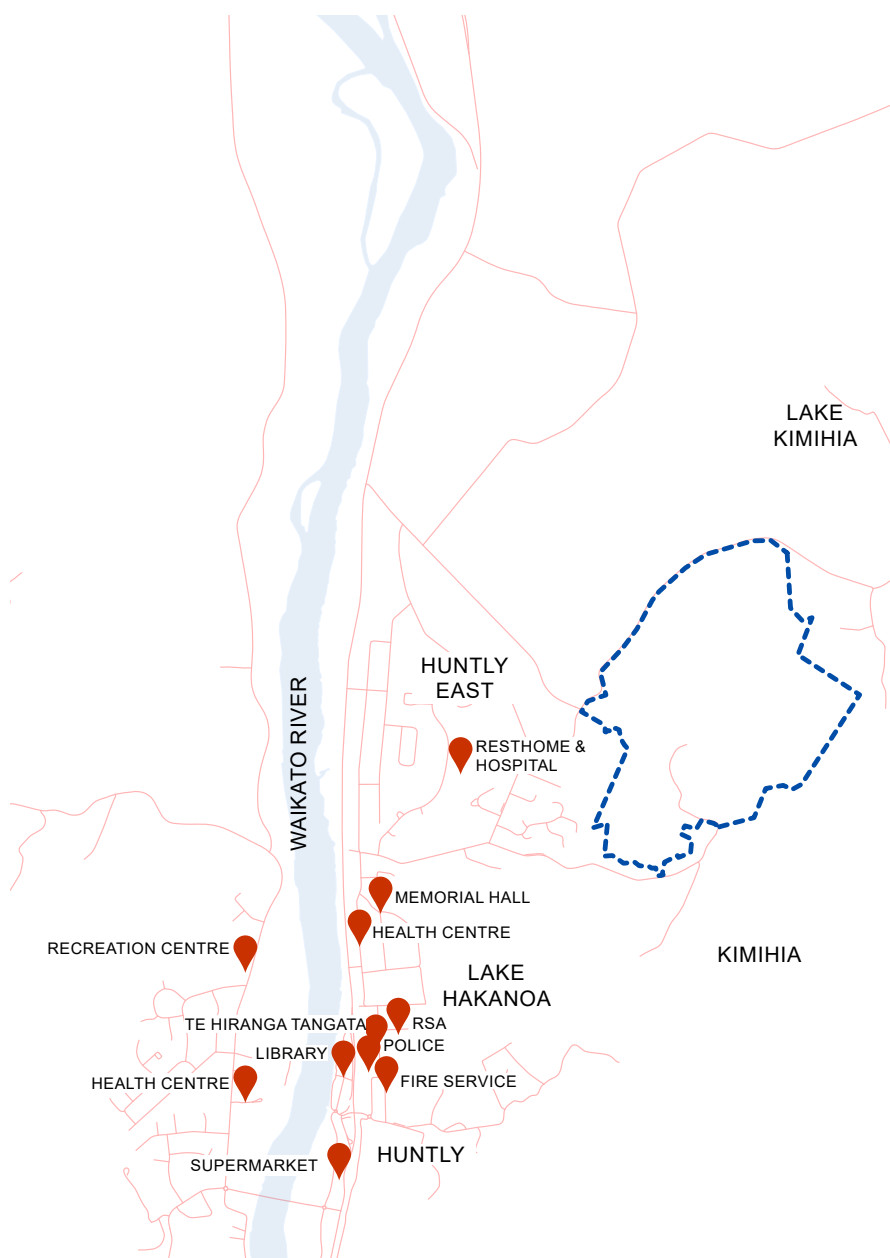 LAKE
KIMIHIA
HUNTLY
EAST
WAIKATO RIVER
RESTHOME &
HOSPITAL
MEMORIAL HALL
HEALTH CENTRE
RECREATION CENTRE
KIMIHIA
LAKE
HAKANOA
TE HIRANGA TANGATA
RSA
POLICE
LIBRARY
FIRE SERVICE
HEALTH CENTRE
HUNTLY
SUPERMARKET